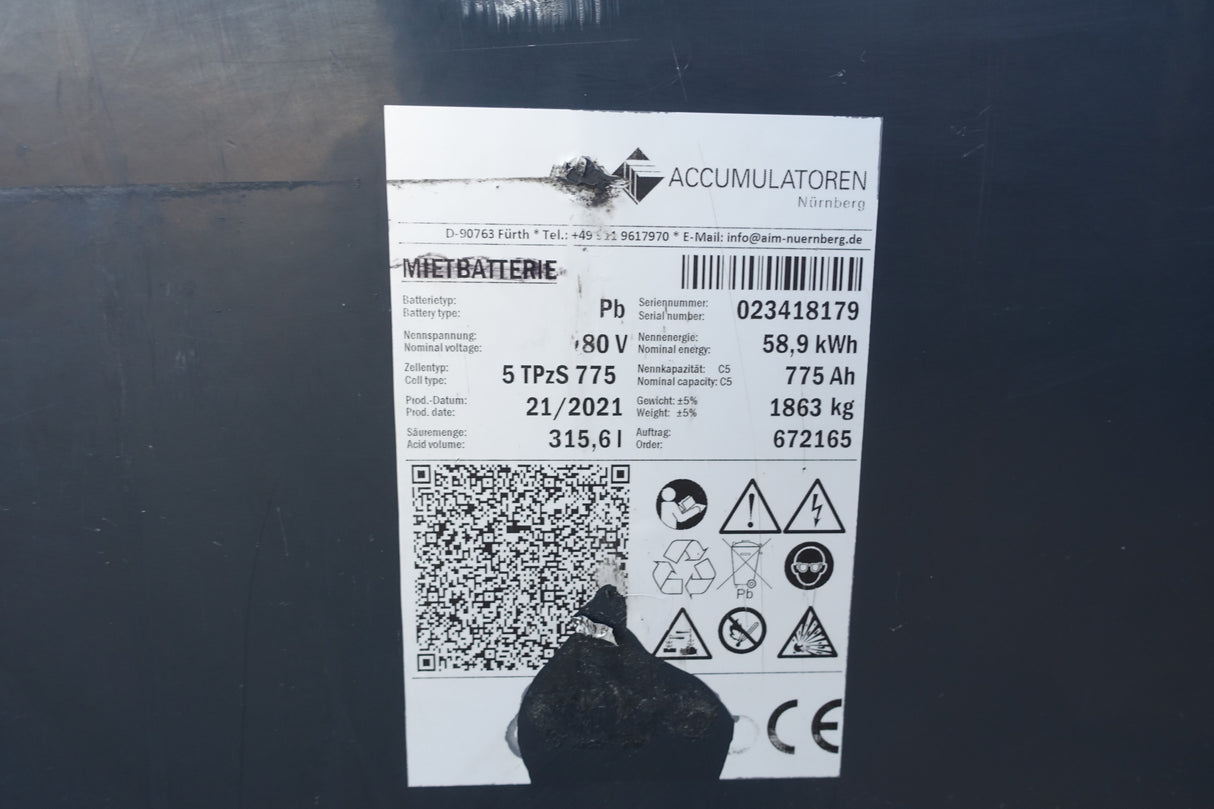 ACCUMULATOREN
Nürnberg
D-90763 Fürth * Tel.: +49 9617970 * E-Mail: info@aim-nuernberg.de
MIETBATTERIE
Batterietyp:
Battery type:
Pb
Seriennummer:
Serial number:
023418179
Nennspannung:
Nominal voltage:
80 V
Nennenergie:
Nominal energy:
58,9 kWh
Zellentyp:
Cell type:
5 TPzS 775
Nennkapazität: C5
Nominal capacity: C5
775 Ah
Prod.-Datum:
Prod. date:
21/2021
Gewicht: ±5%
Weight: ±5%
1863 kg
Säuremenge:
Acid volume:
315,6 l
Auftrag:
Order:
672165
Pb
CE